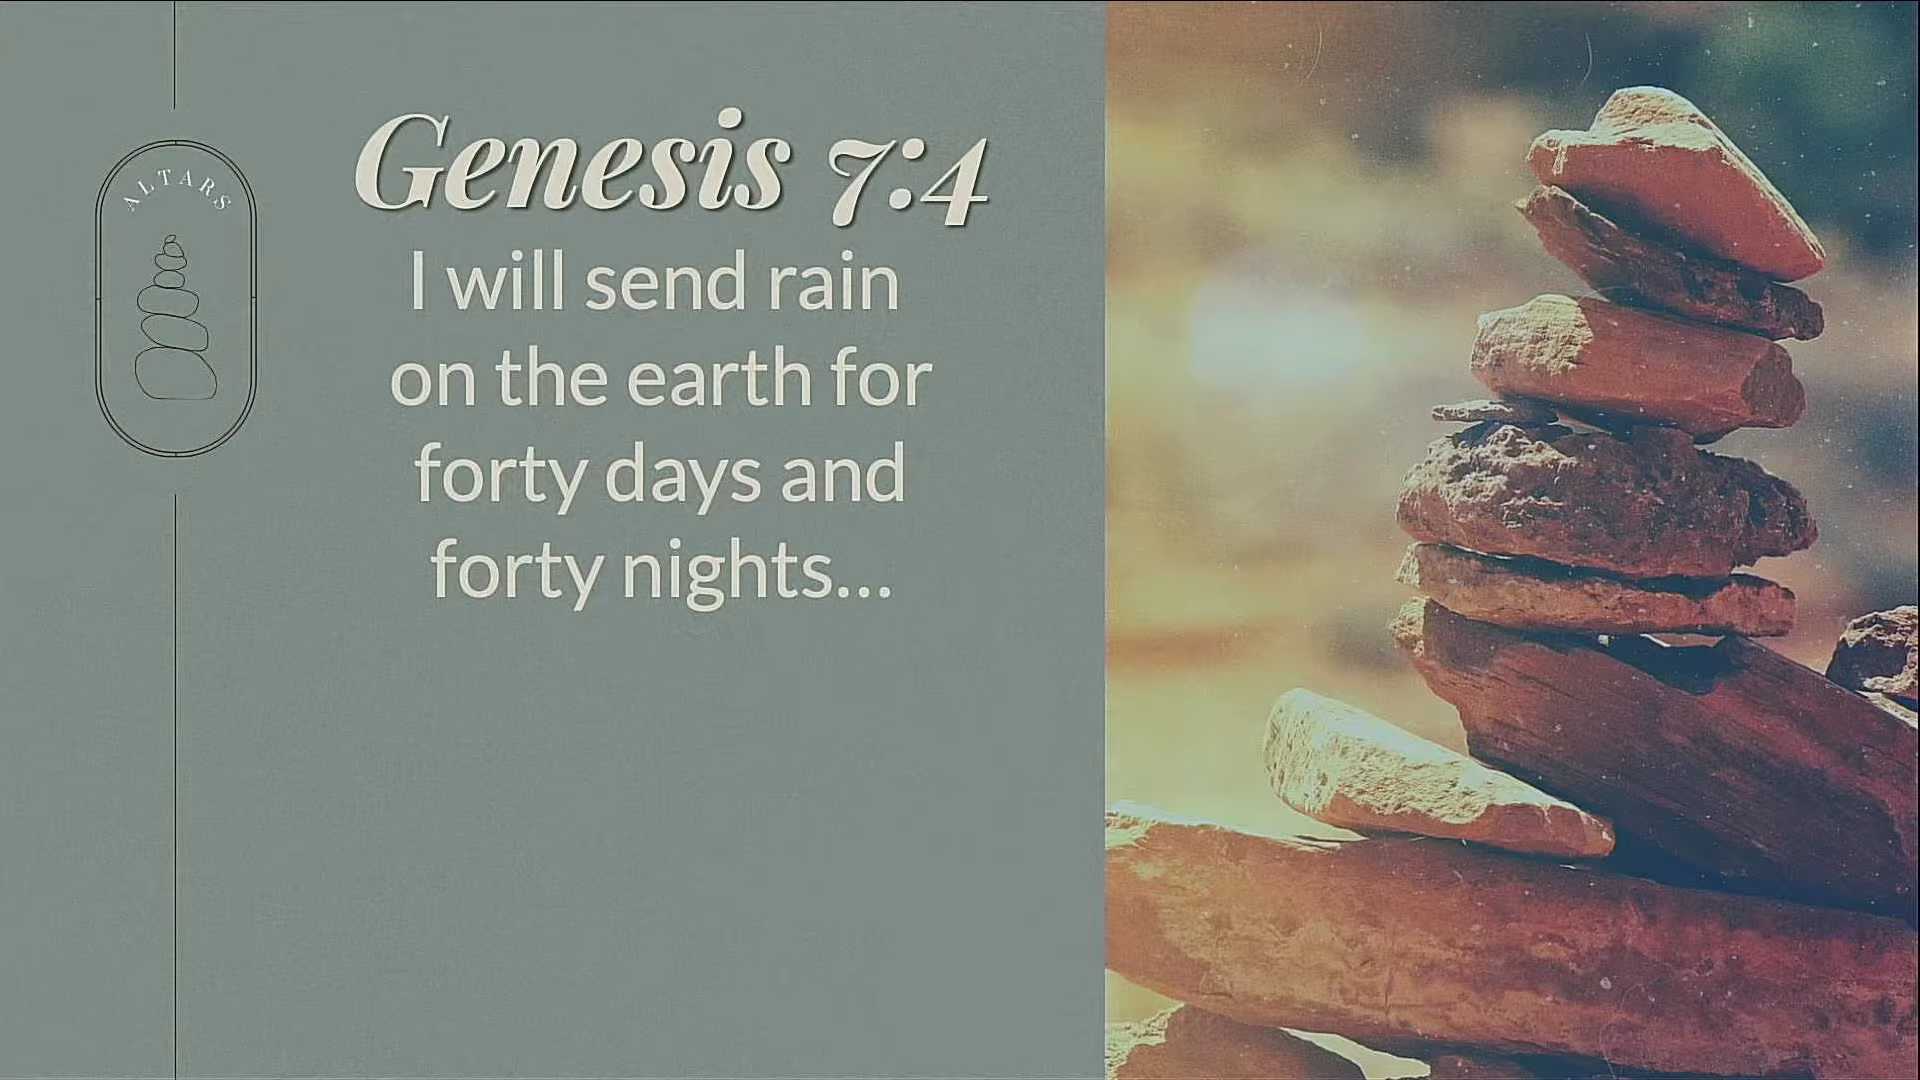 ALTARS
Genesis 7:4
I will send rain
on the earth for
forty days and
forty nights...